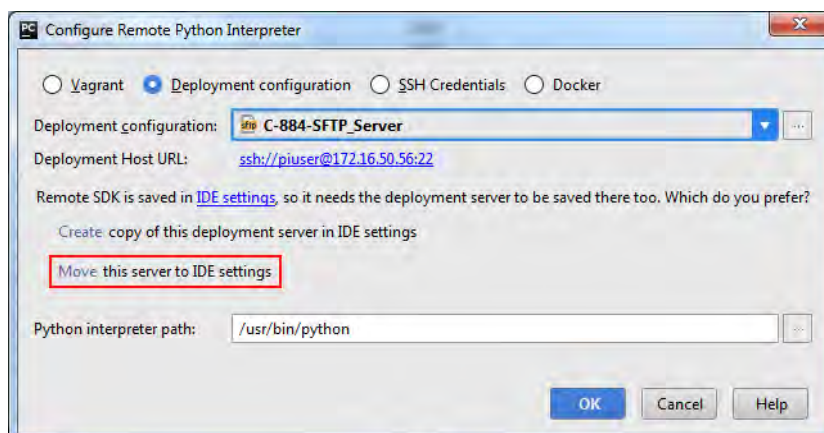 PC Configure Remote Python Interpreter
Vagrant Deployment configuration SSH Credentials Docker
Deployment configuration: SFTP C-884-SFTP_Server ...
Deployment Host URL: ssh://piuser@172.16.50.56:22
Remote SDK is saved in IDE settings, so it needs the deployment server to be saved there too. Which do you prefer?
Create copy of this deployment server in IDE settings
Move this server to IDE settings
Python interpreter path: /usr/bin/python ...
OK Cancel Help